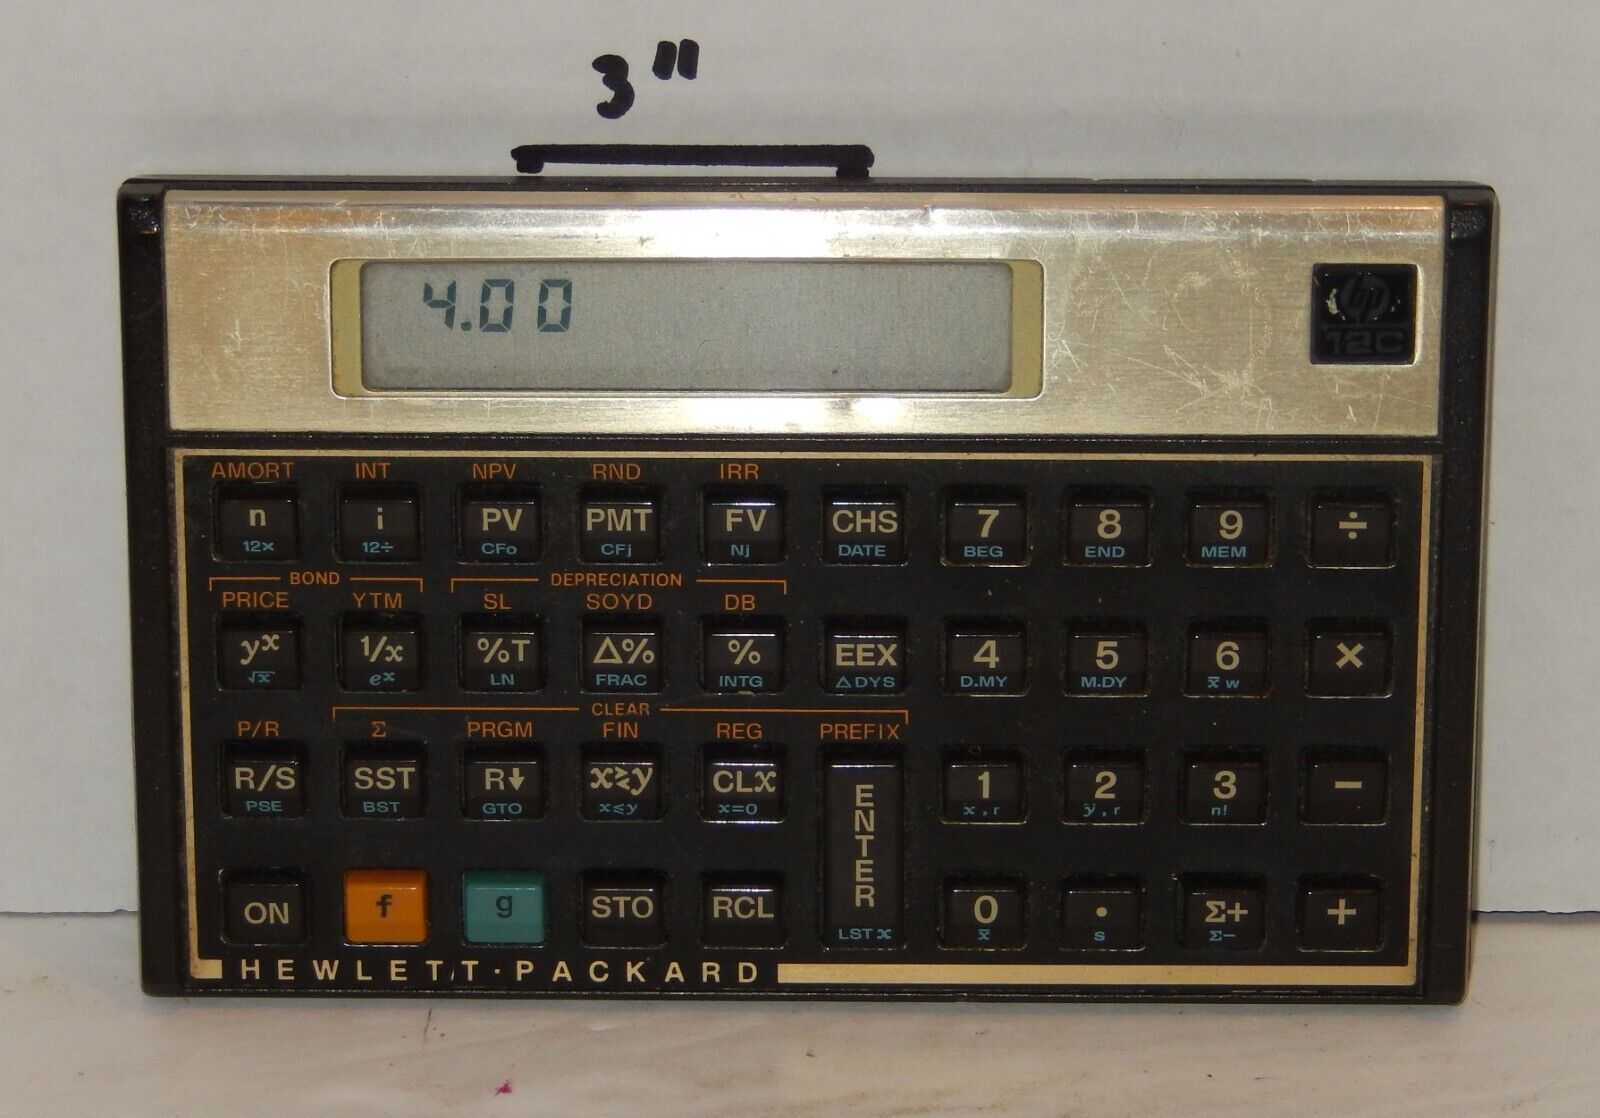 3"
4.00
hp
12C
AMORT INT NPV RND IRR
n i PV PMT FV CHS 7 8 9 ÷
12× 12÷ CFo CFj Nj DATE BEG END MEM
BOND DEPRECIATION
PRICE YTM SL SOYD DB
yˣ 1/x %T Δ% % EEX 4 5 6 ×
√x eˣ LN FRAC INTG ΔDYS D.MY M.DY x̄w
CLEAR
P/R Σ PRGM FIN REG PREFIX
R/S SST R↓ x≷y CLx ENTER 1 2 3 −
PSE BST GTO x≤y x=0 x̂,r ŷ,r n!
ON f g STO RCL 0 . Σ+ +
LST x x̄ s Σ−
HEWLETT·PACKARD